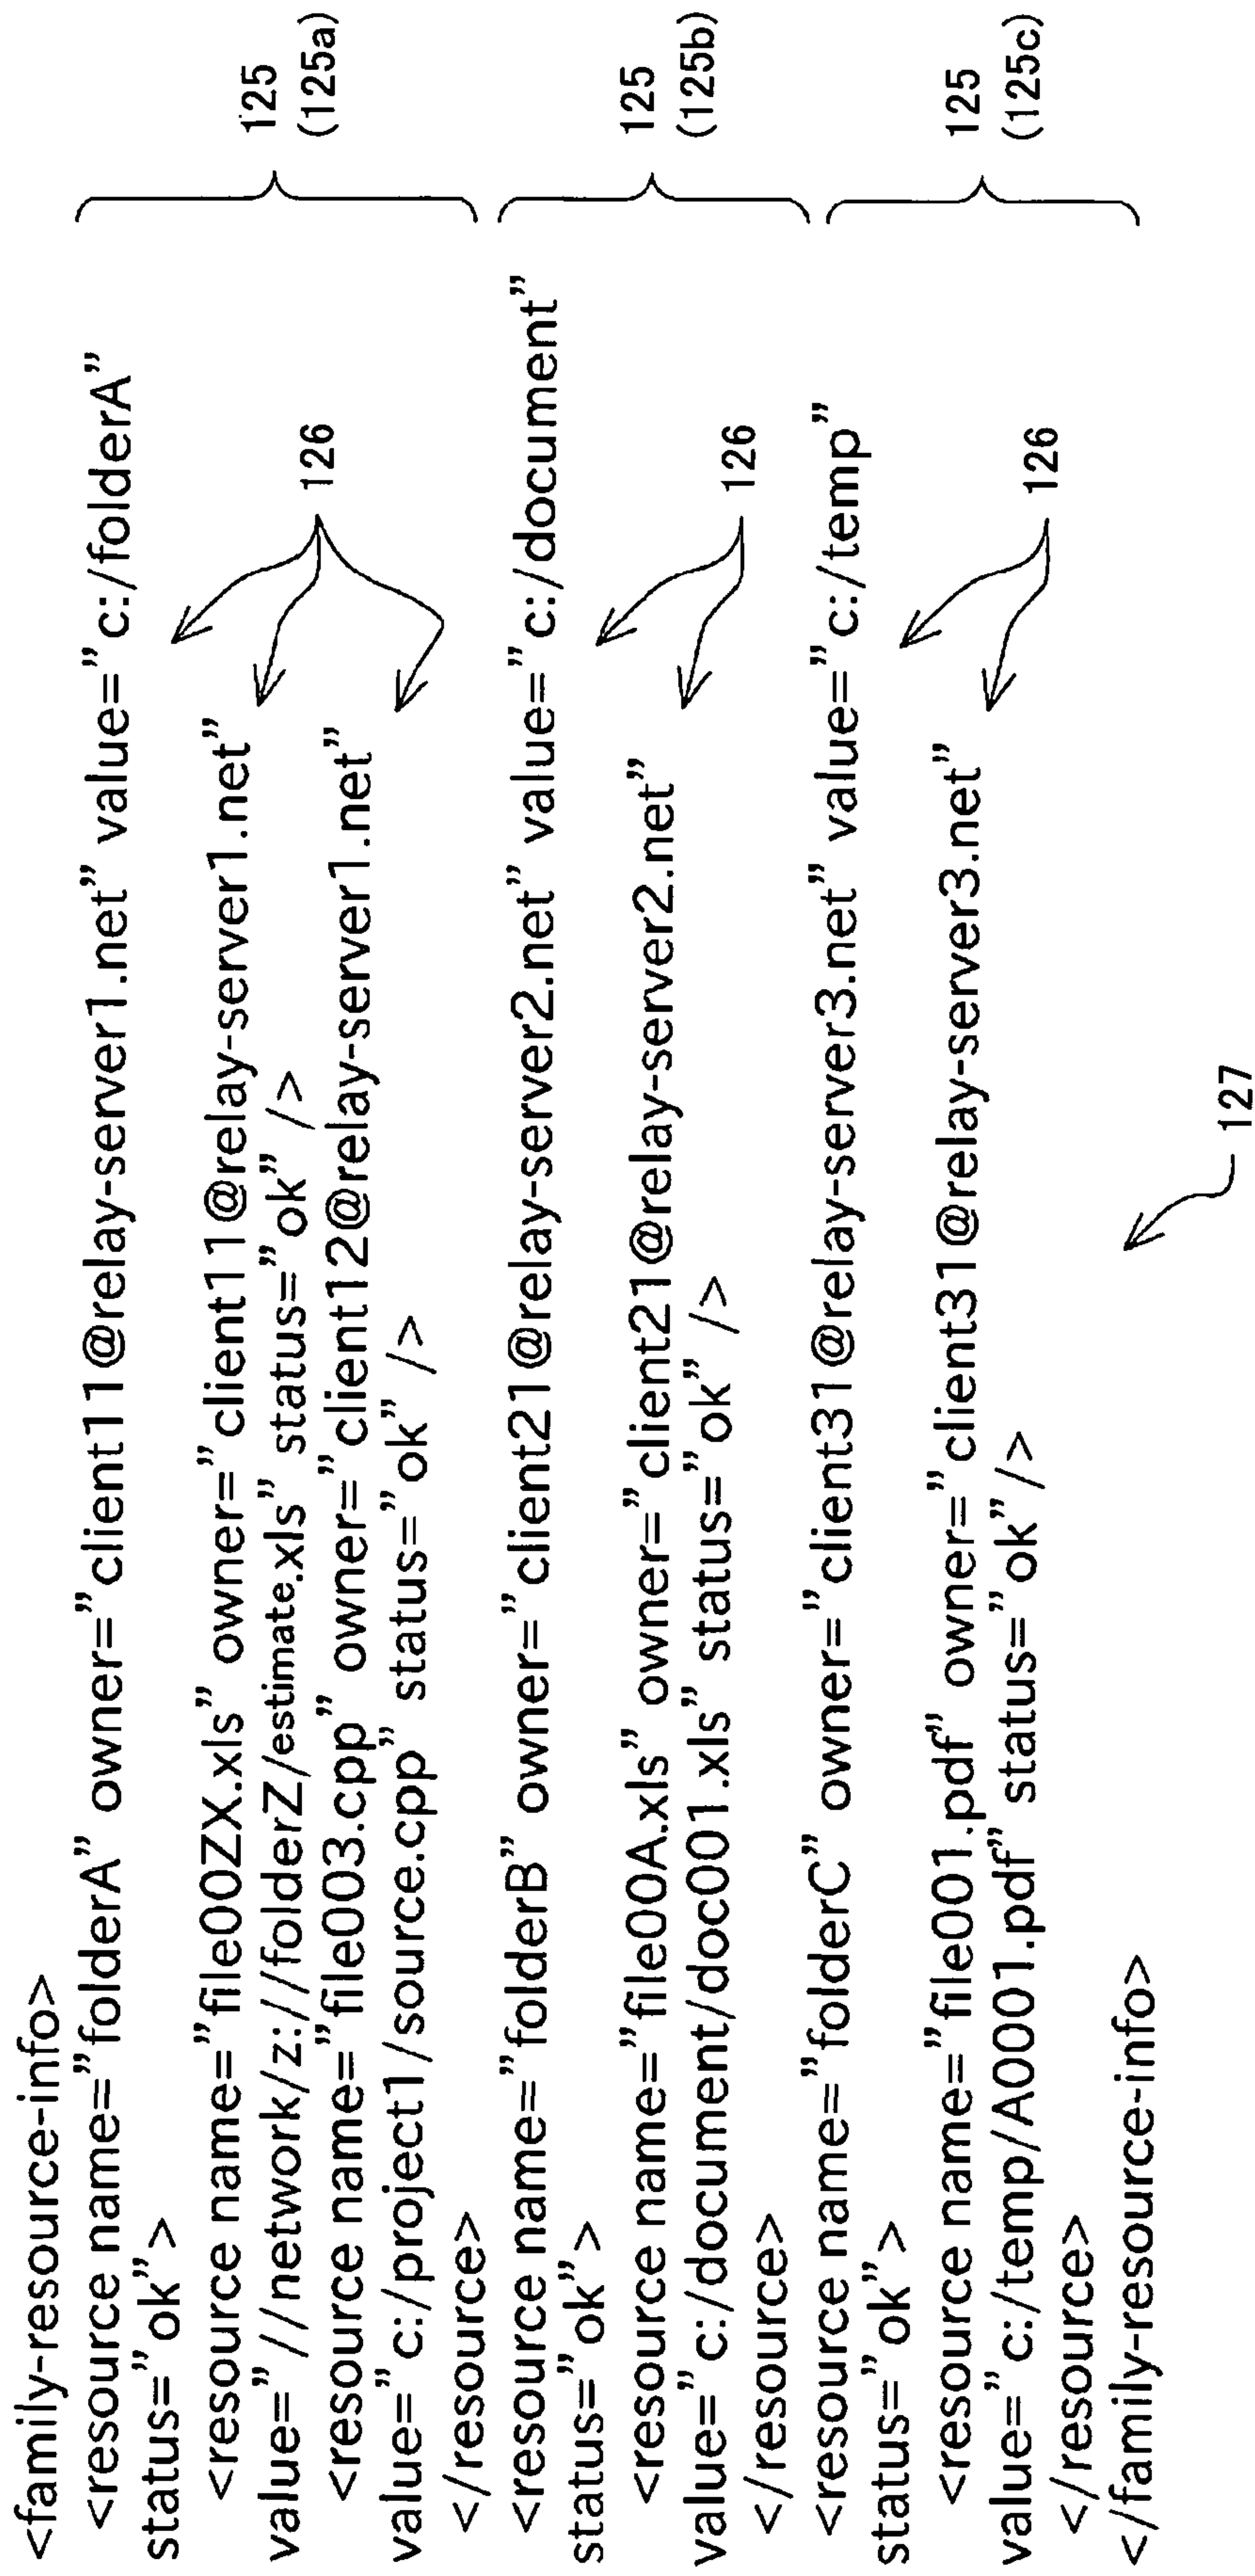 <family-resource-info>
<resource name=”folderA” owner=”client11@relay-server1.net” value=”c:/folderA”
status=”ok”>
<resource name=”file00ZX.xls” owner=”client11@relay-server1.net”
value=”//network/z://folderZ/estimate.xls” status=”ok” />
<resource name=”file003.cpp” owner=”client12@relay-server1.net”
value=”c:/project1/source.cpp” status=”ok” />
</resource>
<resource name=”folderB” owner=”client21@relay-server2.net” value=”c:/document”
status=”ok”>
<resource name=”file00A.xls” owner=”client21@relay-server2.net”
value=”c:/document/doc001.xls” status=”ok” />
</resource>
<resource name=”folderC” owner=”client31@relay-server3.net” value=”c:/temp”
status=”ok”>
<resource name=”file001.pdf” owner=”client31@relay-server3.net”
value=”c:/temp/A0001.pdf” status=”ok” />
</resource>
</family-resource-info>
126
126
126
125
(125a)
125
(125b)
125
(125c)
127